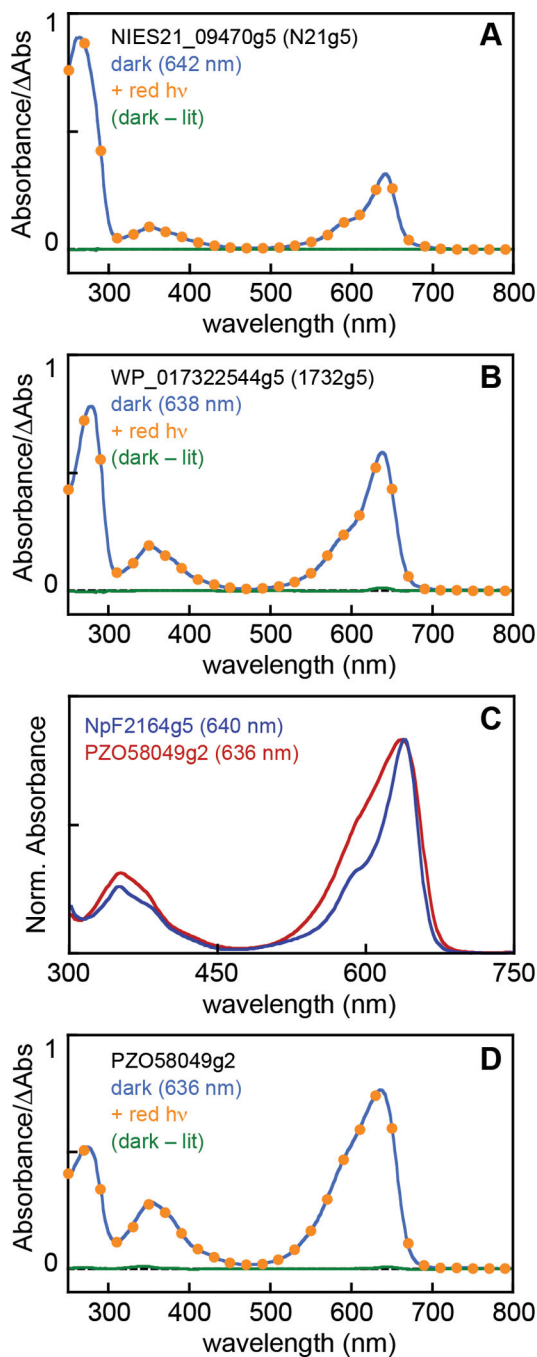 A
NIES21_09470g5 (N21g5)
dark (642 nm)
+ red hν
(dark – lit)
1
0
Absorbance/ΔAbs
300 400 500 600 700 800
wavelength (nm)
B
WP_017322544g5 (1732g5)
dark (638 nm)
+ red hν
(dark – lit)
1
0
Absorbance/ΔAbs
300 400 500 600 700 800
wavelength (nm)
C
NpF2164g5 (640 nm)
PZO58049g2 (636 nm)
Norm. Absorbance
300 450 600 750
wavelength (nm)
D
PZO58049g2
dark (636 nm)
+ red hν
(dark – lit)
1
0
Absorbance/ΔAbs
300 400 500 600 700 800
wavelength (nm)